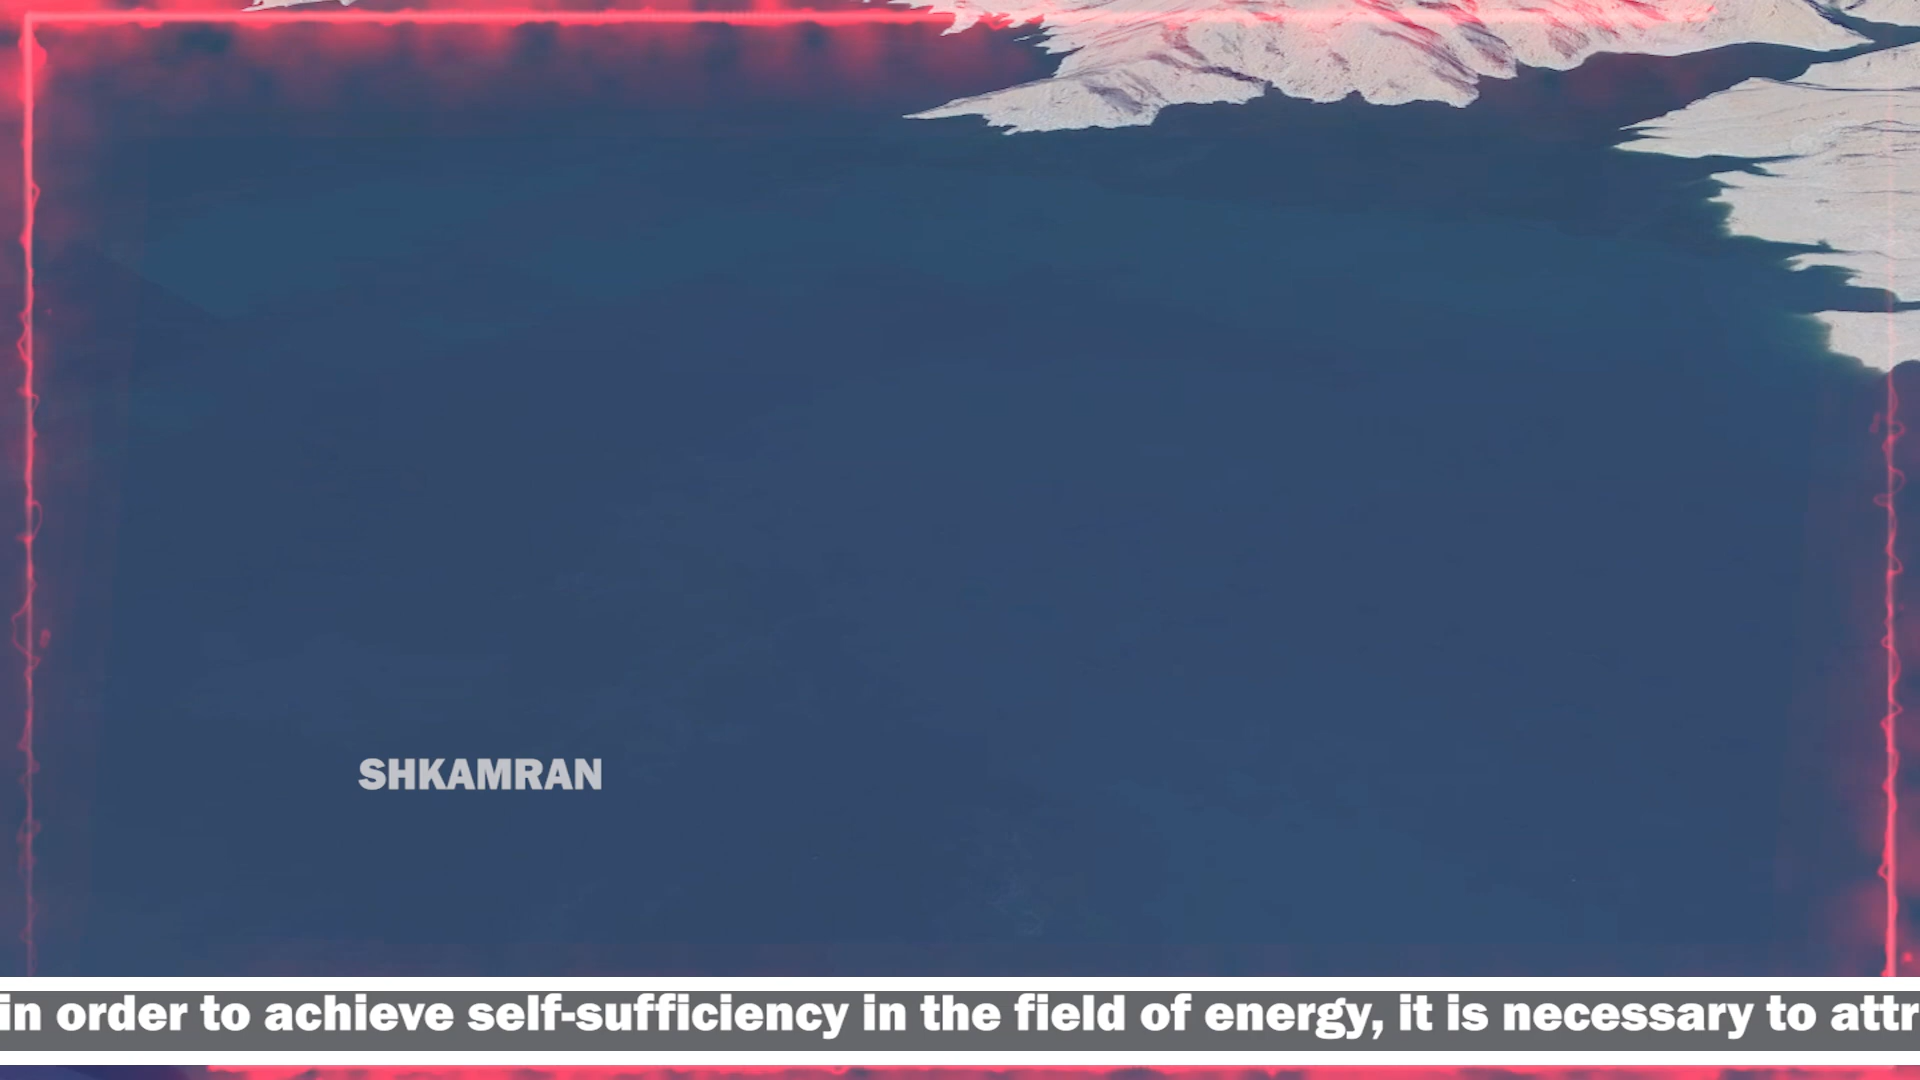 SHKAMRAN
in order to achieve self-sufficiency in the field of energy, it is necessary to attr